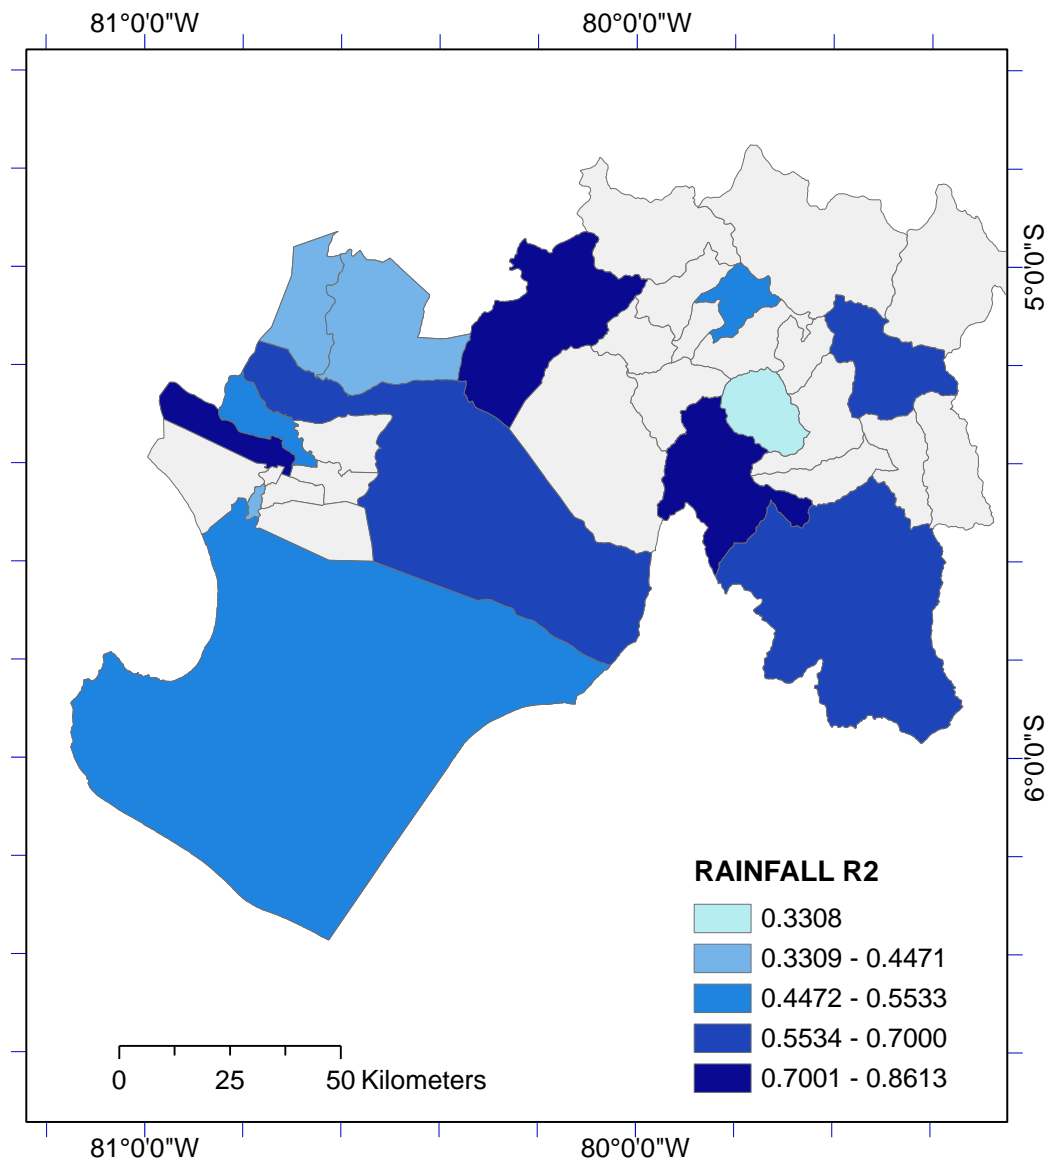 81°0'0"W 80°0'0"W
5°0'0"S
6°0'0"S
RAINFALL R2
0.3308
0.3309 - 0.4471
0.4472 - 0.5533
0.5534 - 0.7000
0.7001 - 0.8613
0 25 50 Kilometers
81°0'0"W 80°0'0"W